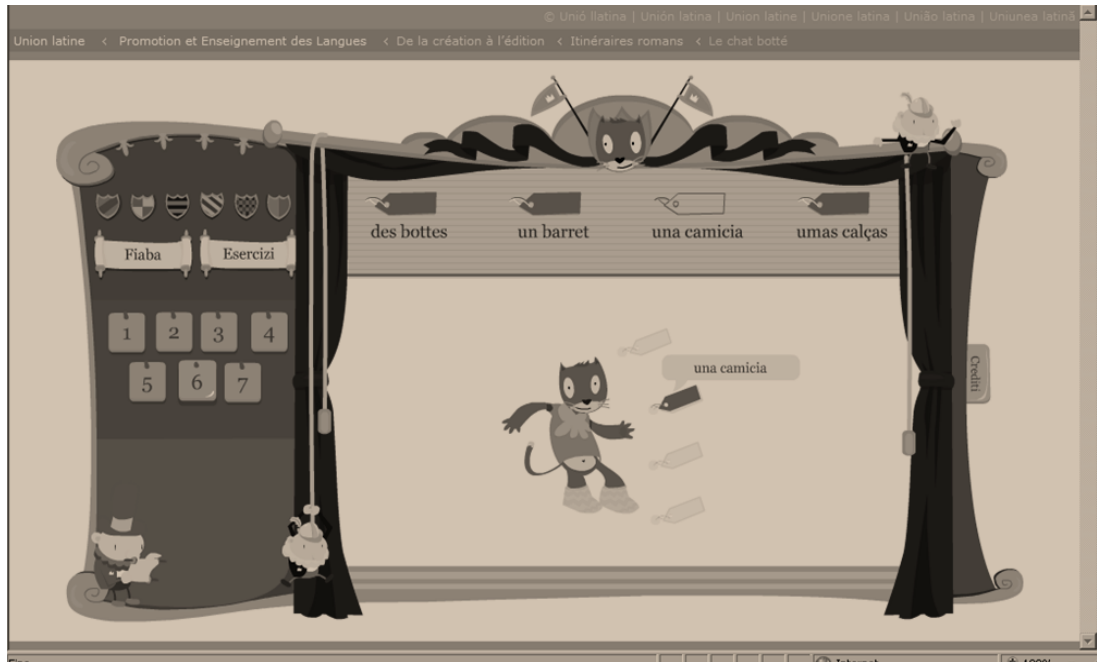 © Unió llatina | Unión latina | Union latine | Unione latina | União latina | Uniunea latină
Union latine < Promotion et Enseignement des Langues < De la création à l'édition < Itinéraires romans < Le chat botté
des bottes un barret una camicia umas calças
Fiaba Esercizi
1 2 3 4
5 6 7
una camicia
Crediti
Internet 100%